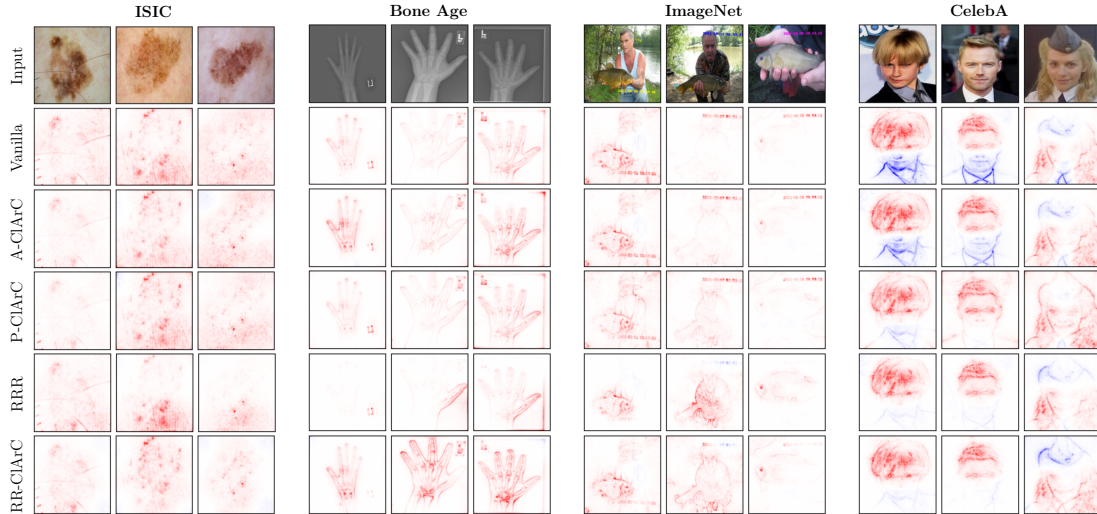 ISIC Bone Age ImageNet CelebA
Input
Vanilla
A-ClArC
P-ClArC
RRR
RR-ClArC